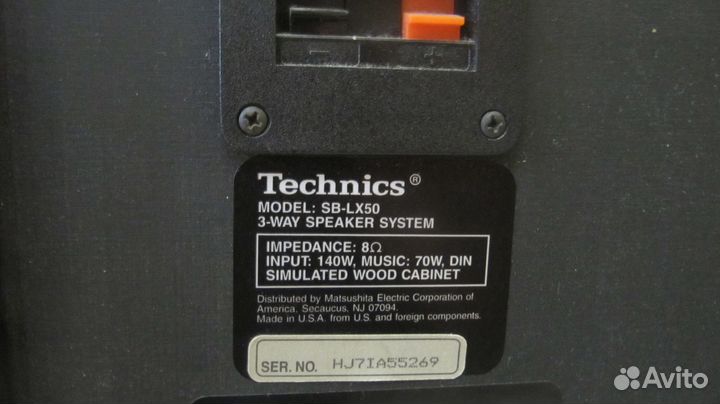 - +
Technics®
MODEL: SB-LX50
3-WAY SPEAKER SYSTEM
IMPEDANCE: 8Ω
INPUT: 140W, MUSIC: 70W, DIN
SIMULATED WOOD CABINET
Distributed by Matsushita Electric Corporation of
America, Secaucus, NJ 07094.
Made in U.S.A. from U.S. and foreign components.
SER. NO. HJ7IA55269
Avito